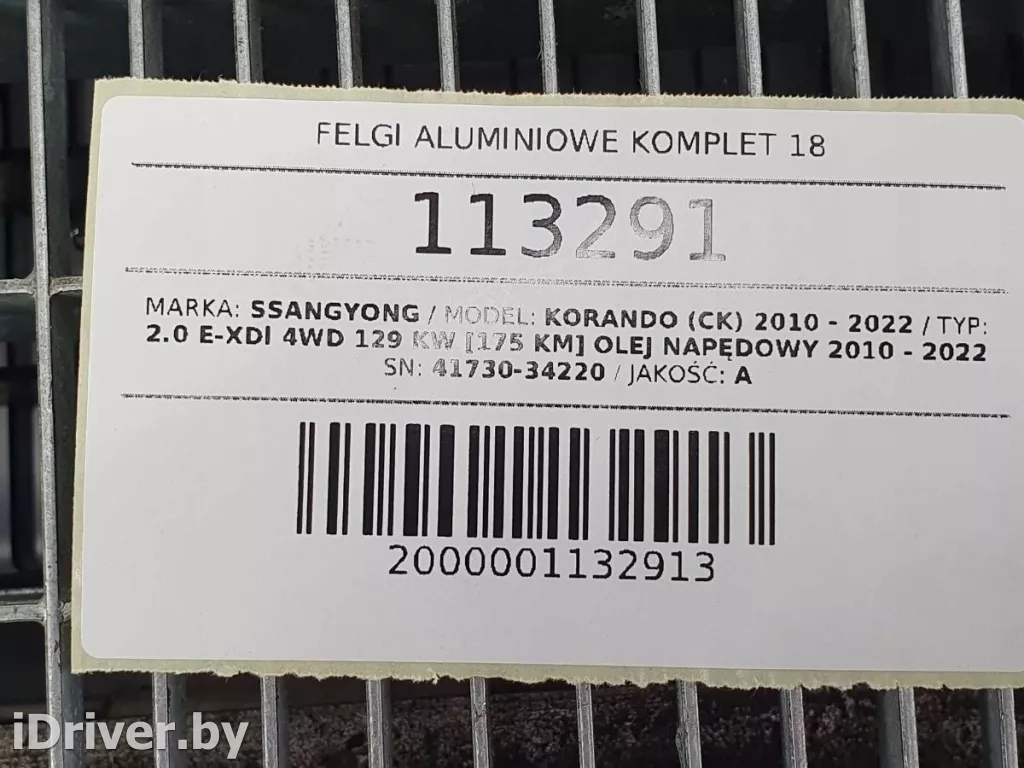 FELGI ALUMINIOWE KOMPLET 18
113291
MARKA: SSANGYONG / MODEL: KORANDO (CK) 2010 - 2022 / TYP:
2.0 E-XDI 4WD 129 KW [175 KM] OLEJ NAPĘDOWY 2010 - 2022
SN: 41730-34220 / JAKOŚĆ: A
2000001132913
iDriver.by